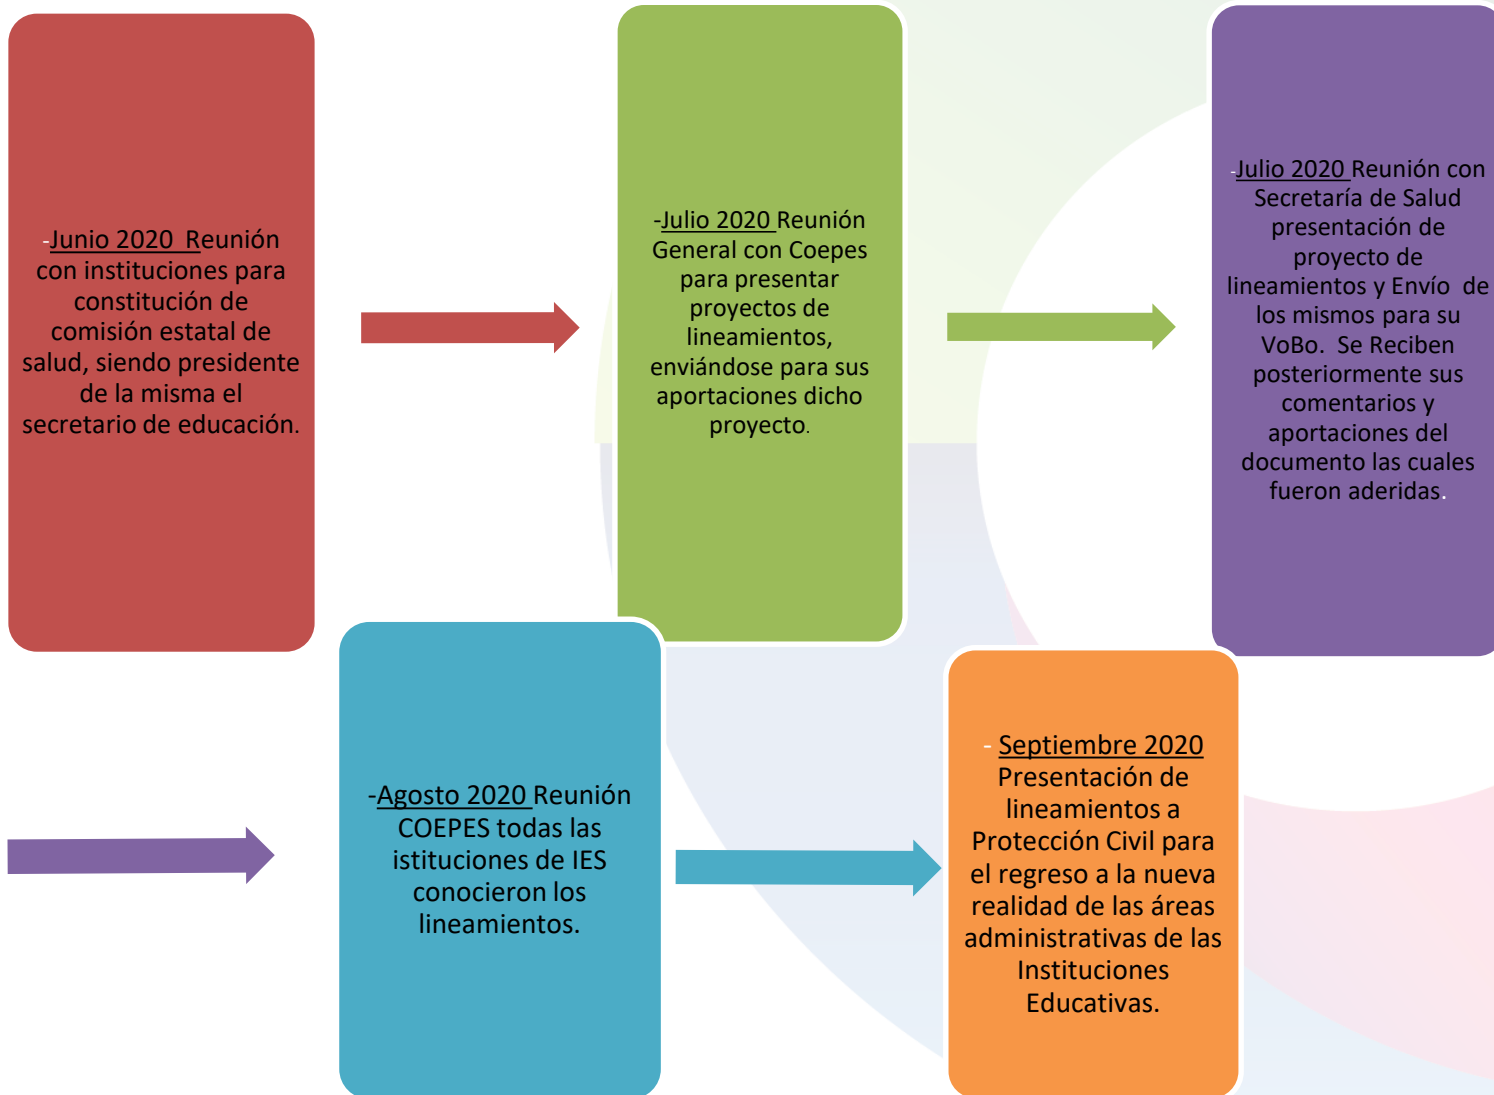 -Junio 2020  Reunión
con instituciones para
constitución de
comisión estatal de
salud, siendo presidente
de la misma el
secretario de educación.
-Julio 2020 Reunión
General con Coepes
para presentar
proyectos de
lineamientos,
enviándose para sus
aportaciones dicho
proyecto.
-Julio 2020 Reunión con
Secretaría de Salud
presentación de
proyecto de
lineamientos y Envío  de
los mismos para su
VoBo.  Se Reciben
posteriormente sus
comentarios y
aportaciones del
documento las cuales
fueron aderidas.
-Agosto 2020 Reunión
COEPES todas las
istituciones de IES
conocieron los
lineamientos.
- Septiembre 2020
Presentación de
lineamientos a
Protección Civil para
el regreso a la nueva
realidad de las áreas
administrativas de las
Instituciones
Educativas.